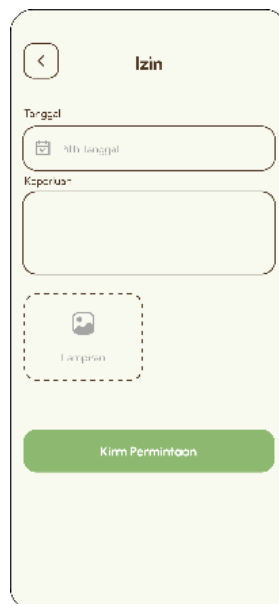 Izin
Tanggal
Pilih Tanggal
Keperluan
Lampiran
Kirim Permintaan